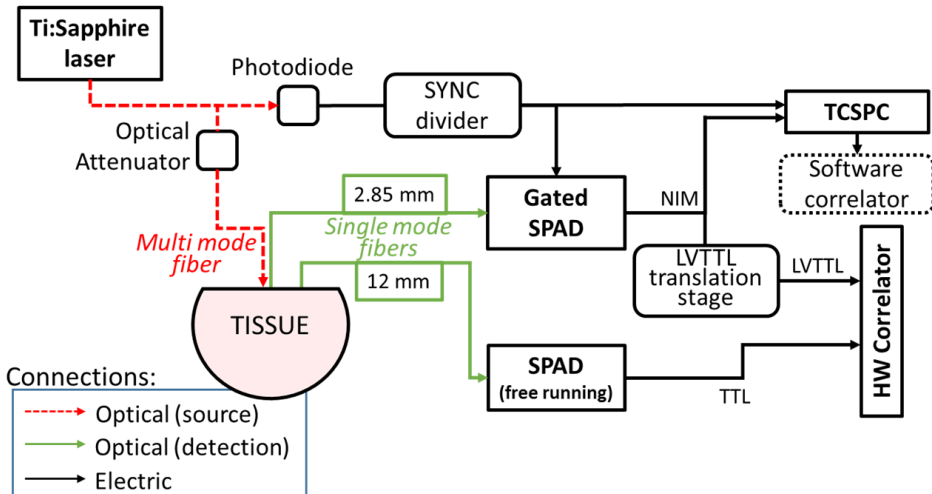 Ti:Sapphire
laser
Photodiode
SYNC
divider
TCSPC
Optical
Attenuator
Software
correlator
2.85 mm
Gated
SPAD
NIM
Multi mode
fiber
Single mode
fibers
LVTTL
translation
stage
LVTTL
12 mm
TISSUE
HW Correlator
SPAD
(free running)
TTL
Connections:
Optical (source)
Optical (detection)
Electric